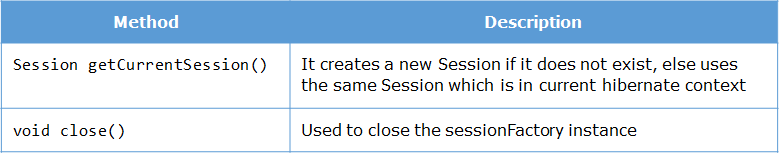 Method Description
Session getCurrentSession() It creates a new Session if it does not exist, else uses
the same Session which is in current hibernate context
void close() Used to close the sessionFactory instance